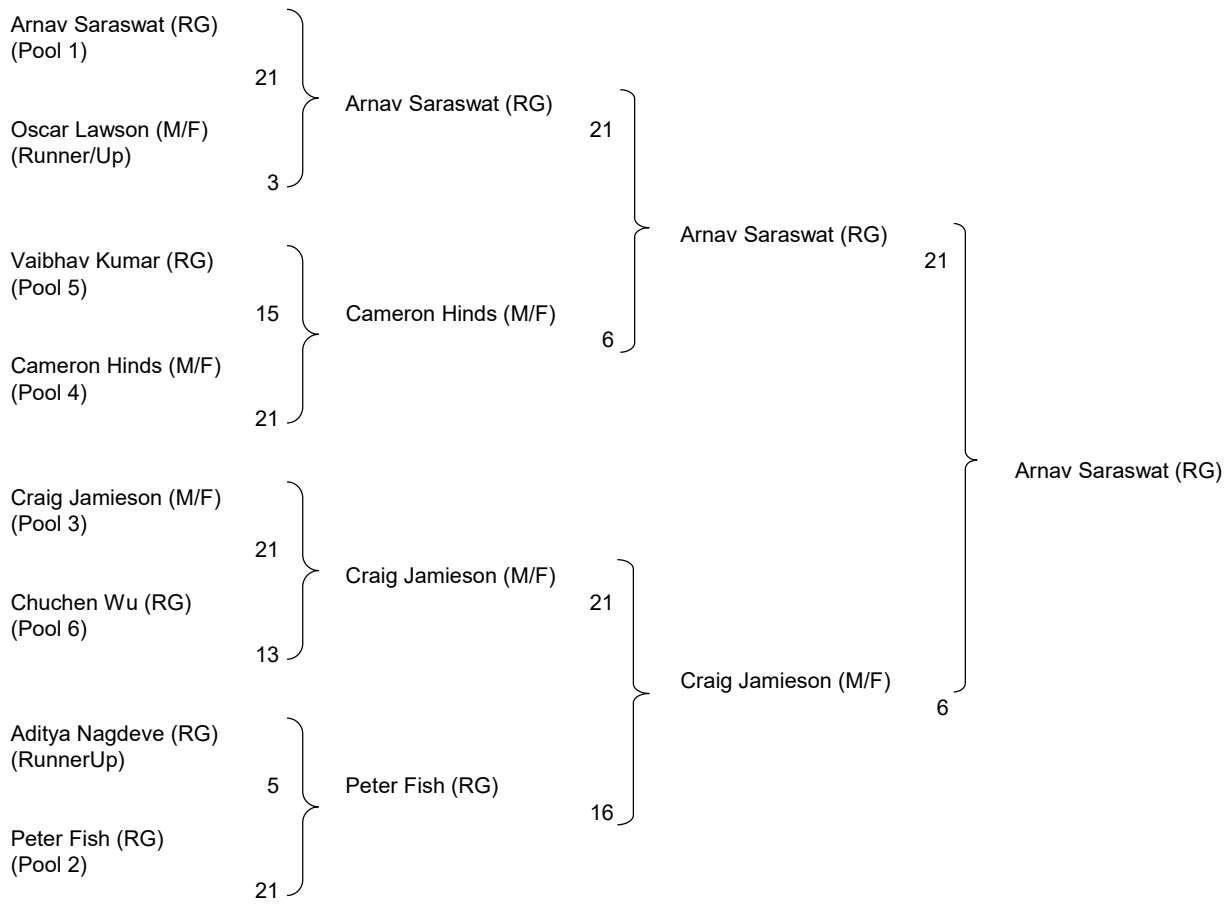 Arnav Saraswat (RG)
(Pool 1)
21
Oscar Lawson (M/F)
(Runner/Up)
3
Vaibhav Kumar (RG)
(Pool 5)
15
Cameron Hinds (M/F)
(Pool 4)
21
Craig Jamieson (M/F)
(Pool 3)
21
Chuchen Wu (RG)
(Pool 6)
13
Aditya Nagdeve (RG)
(RunnerUp)
5
Peter Fish (RG)
(Pool 2)
21
Arnav Saraswat (RG)
21
Cameron Hinds (M/F)
6
Craig Jamieson (M/F)
21
Peter Fish (RG)
16
Arnav Saraswat (RG)
21
Craig Jamieson (M/F)
6
Arnav Saraswat (RG)